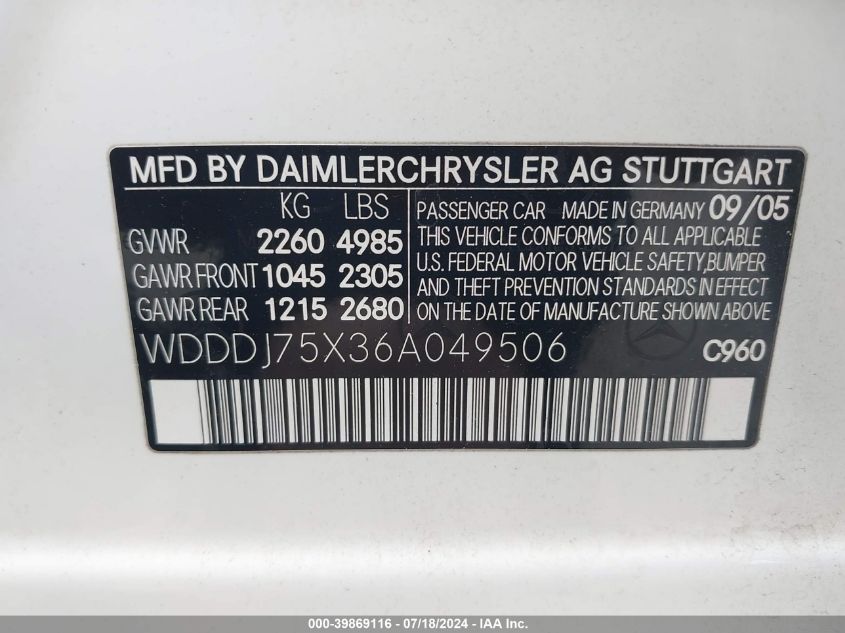 MFD BY DAIMLERCHRYSLER AG STUTTGART
KG LBS
GVWR 2260 4985
GAWR FRONT 1045 2305
GAWR REAR 1215 2680
PASSENGER CAR MADE IN GERMANY 09/05
THIS VEHICLE CONFORMS TO ALL APPLICABLE
U.S. FEDERAL MOTOR VEHICLE SAFETY,BUMPER
AND THEFT PREVENTION STANDARDS IN EFFECT
ON THE DATE OF MANUFACTURE SHOWN ABOVE.
WDDDJ75X36A049506 C960
000-39869116 - 07/18/2024 - IAA Inc.